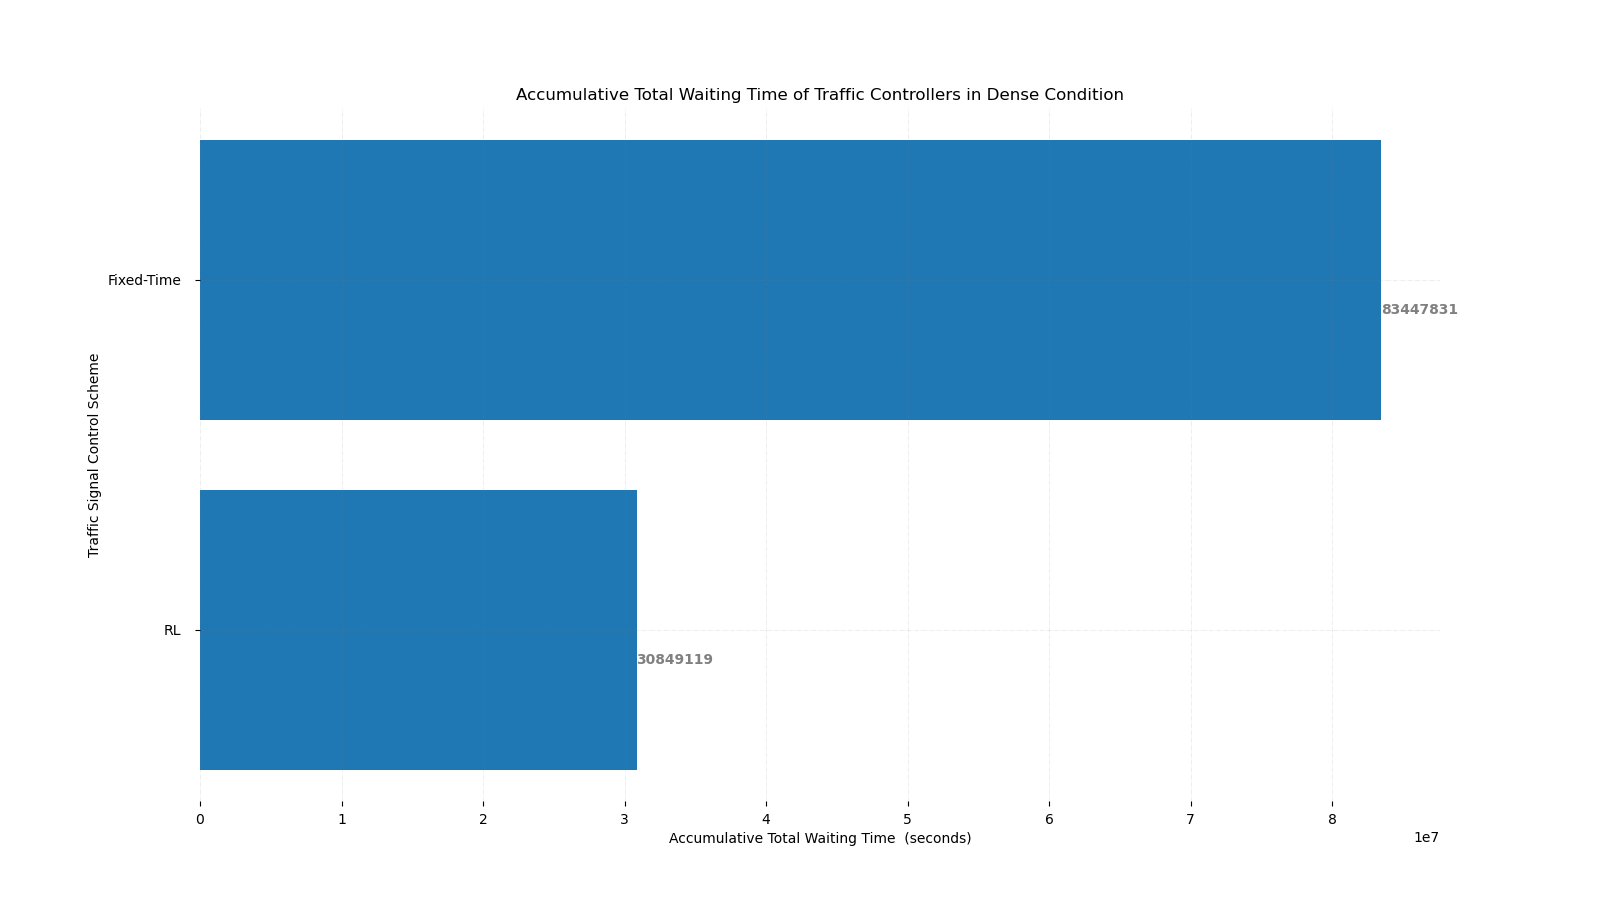 Accumulative Total Waiting Time of Traffic Controllers in Dense Condition
Traffic Signal Control Scheme
Fixed-Time
83447831
RL
30849119
0 1 2 3 4 5 6 7 8
1e7
Accumulative Total Waiting Time (seconds)